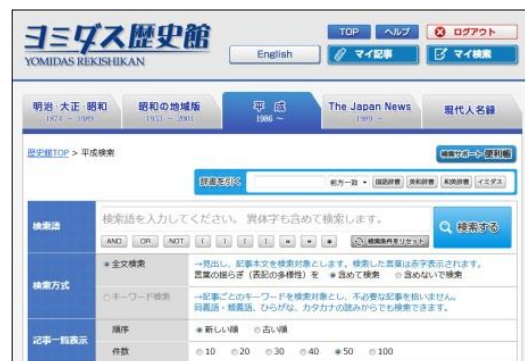 ヨミダス歴史館
YOMIDAS REKISHIKAN
English
TOP
ヘルプ
ログアウト
マイ記事
マイ検索
明治・大正・昭和
1874 ～ 1989
昭和の地域版
1933 ～ 2001
平 成
1986 ～
The Japan News
1989 ～
現代人名録
歴史館TOP > 平成検索
検索サポート 便利帳
辞書を引く
前方一致
国語辞書
英和辞書
和英辞書
イミダス
検索語
検索語を入力してください。 異体字も含めて検索します。
AND OR NOT ( ) [ ] « » *
検索条件をリセット
検索する
検索方式
全文検索
→見出し、記事本文を検索対象とします。検索した言葉は赤字表示されます。
言葉の揺らぎ（表記の多様性）を 含めて検索 含めないで検索
キーワード検索
→記事ごとのキーワードを検索対象とし、不必要な記事を拾いません。
同義語・類義語、ひらがな、カタカナの読みからでも検索できます。
記事一覧表示
順序
新しい順 古い順
件数
10 20 30 40 50 100